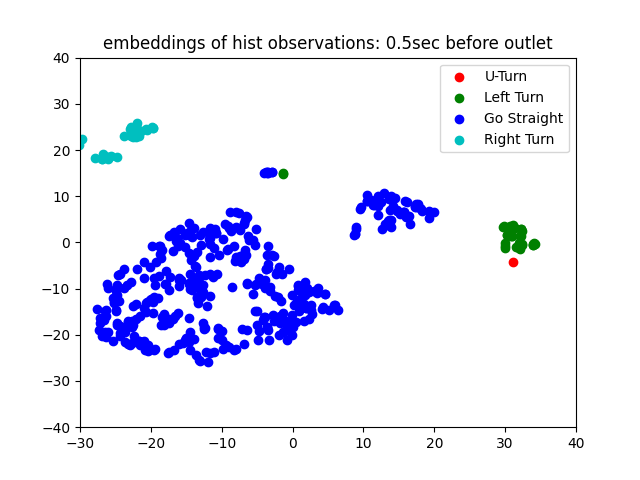 embeddings of hist observations: 0.5sec before outlet
U-Turn
Left Turn
Go Straight
Right Turn
40
30
20
10
0
−10
−20
−30
−40
−30 −20 −10 0 10 20 30 40